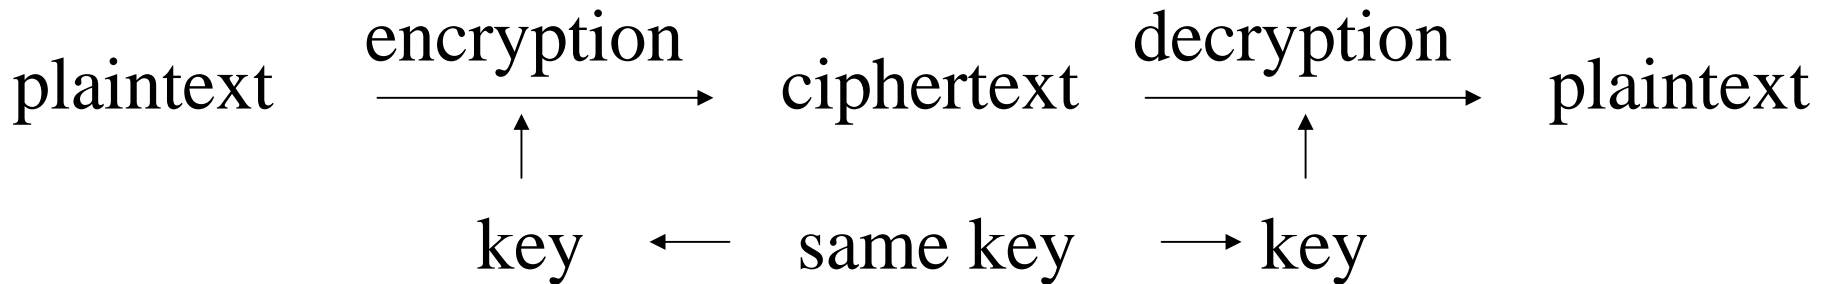 encryption decryption
plaintext ciphertext plaintext
key same key key